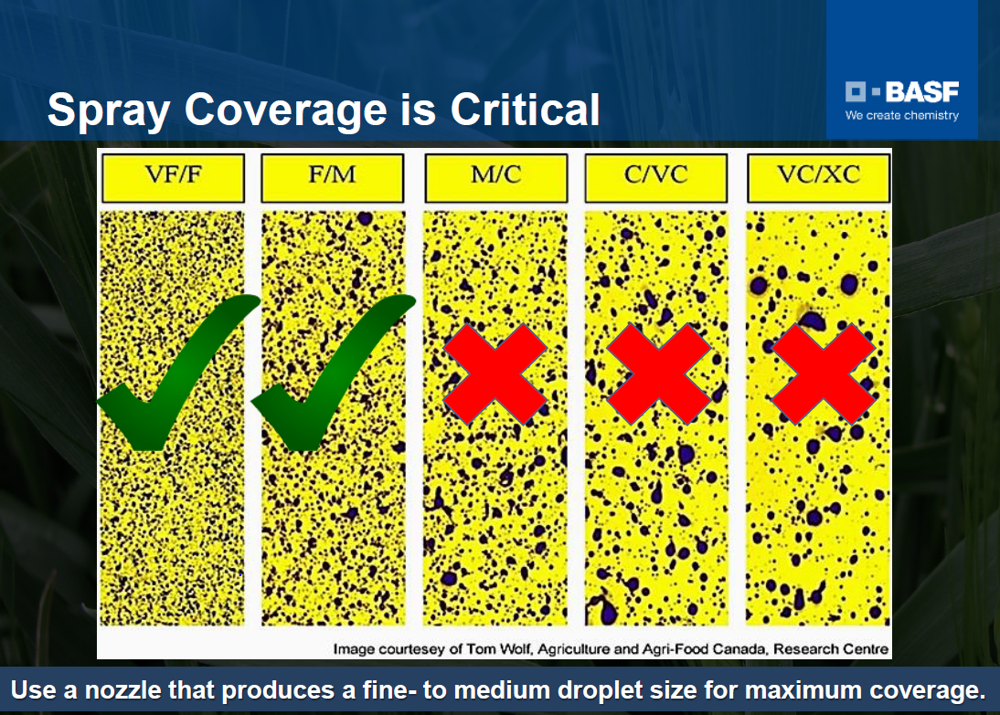 Spray Coverage is Critical
BASF
We create chemistry
VF/F
F/M
M/C
C/VC
VC/XC
Image courtesey of Tom Wolf, Agriculture and Agri-Food Canada, Research Centre
Use a nozzle that produces a fine- to medium droplet size for maximum coverage.